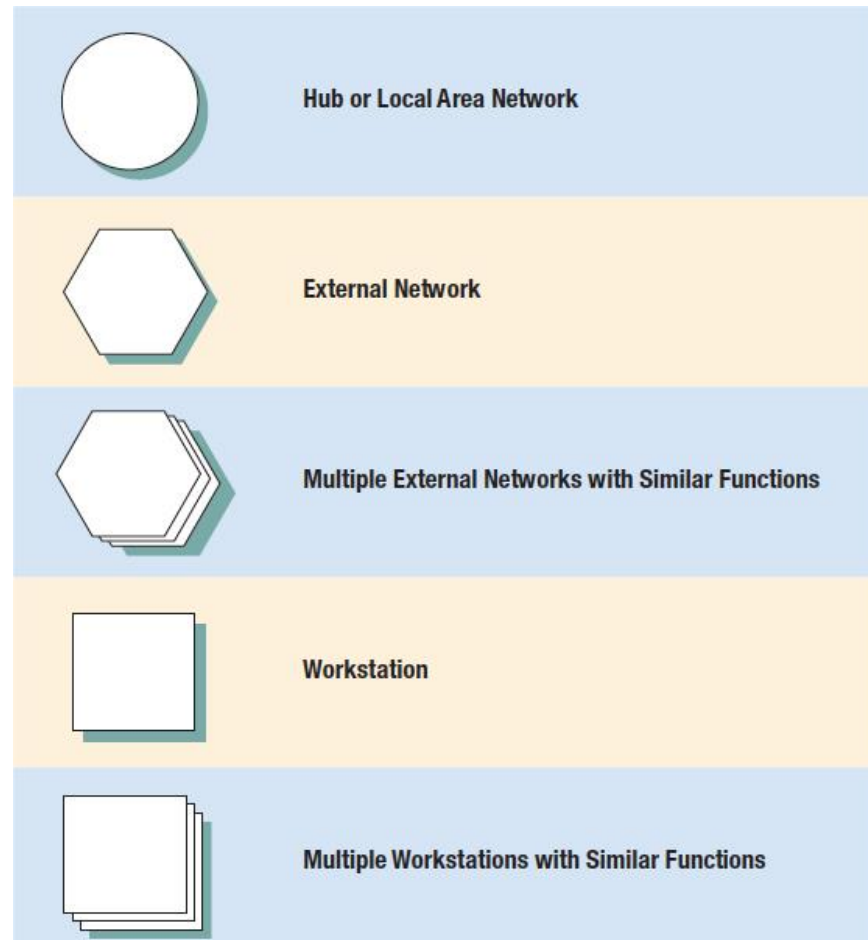 Hub or Local Area Network
External Network
Multiple External Networks with Similar Functions
Workstation
Multiple Workstations with Similar Functions